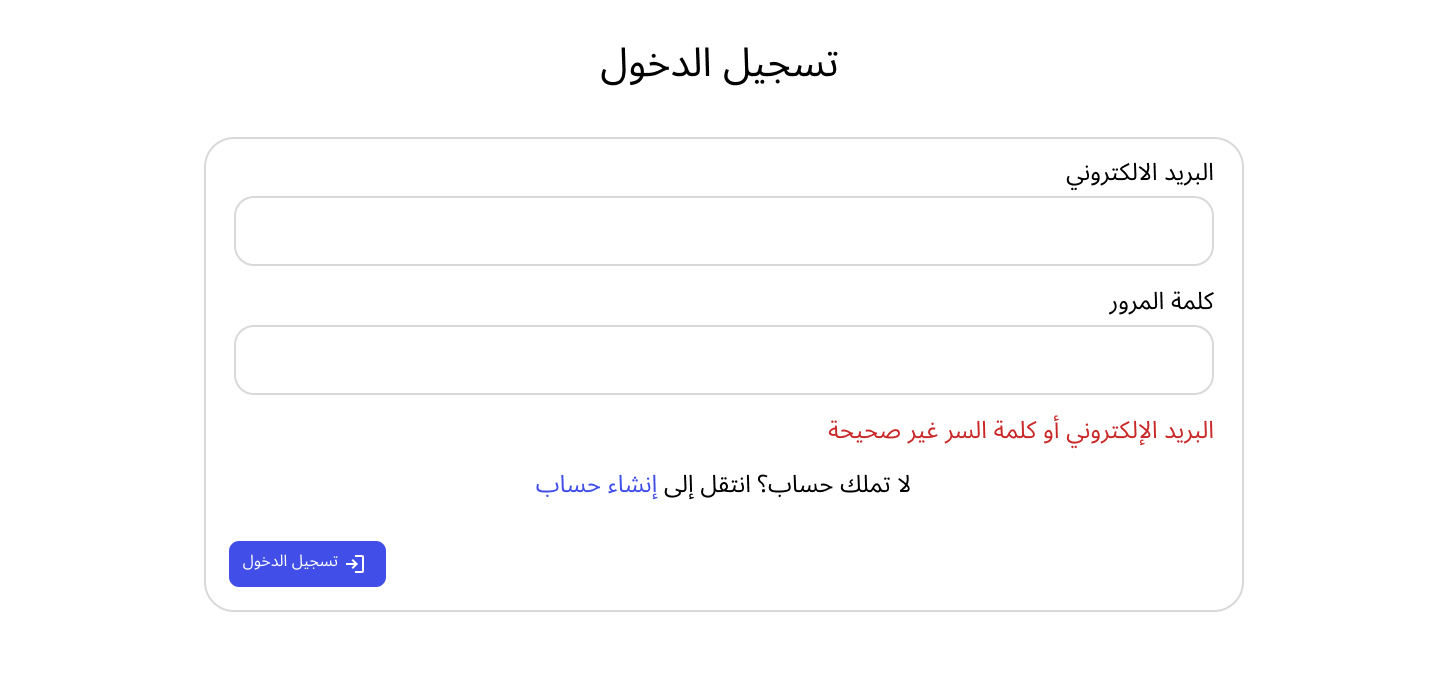 تسجيل الدخول
البريد الالكتروني
كلمة المرور
البريد الإلكتروني أو كلمة السر غير صحيحة
لا تملك حساب؟ انتقل إلى إنشاء حساب
تسجيل الدخول